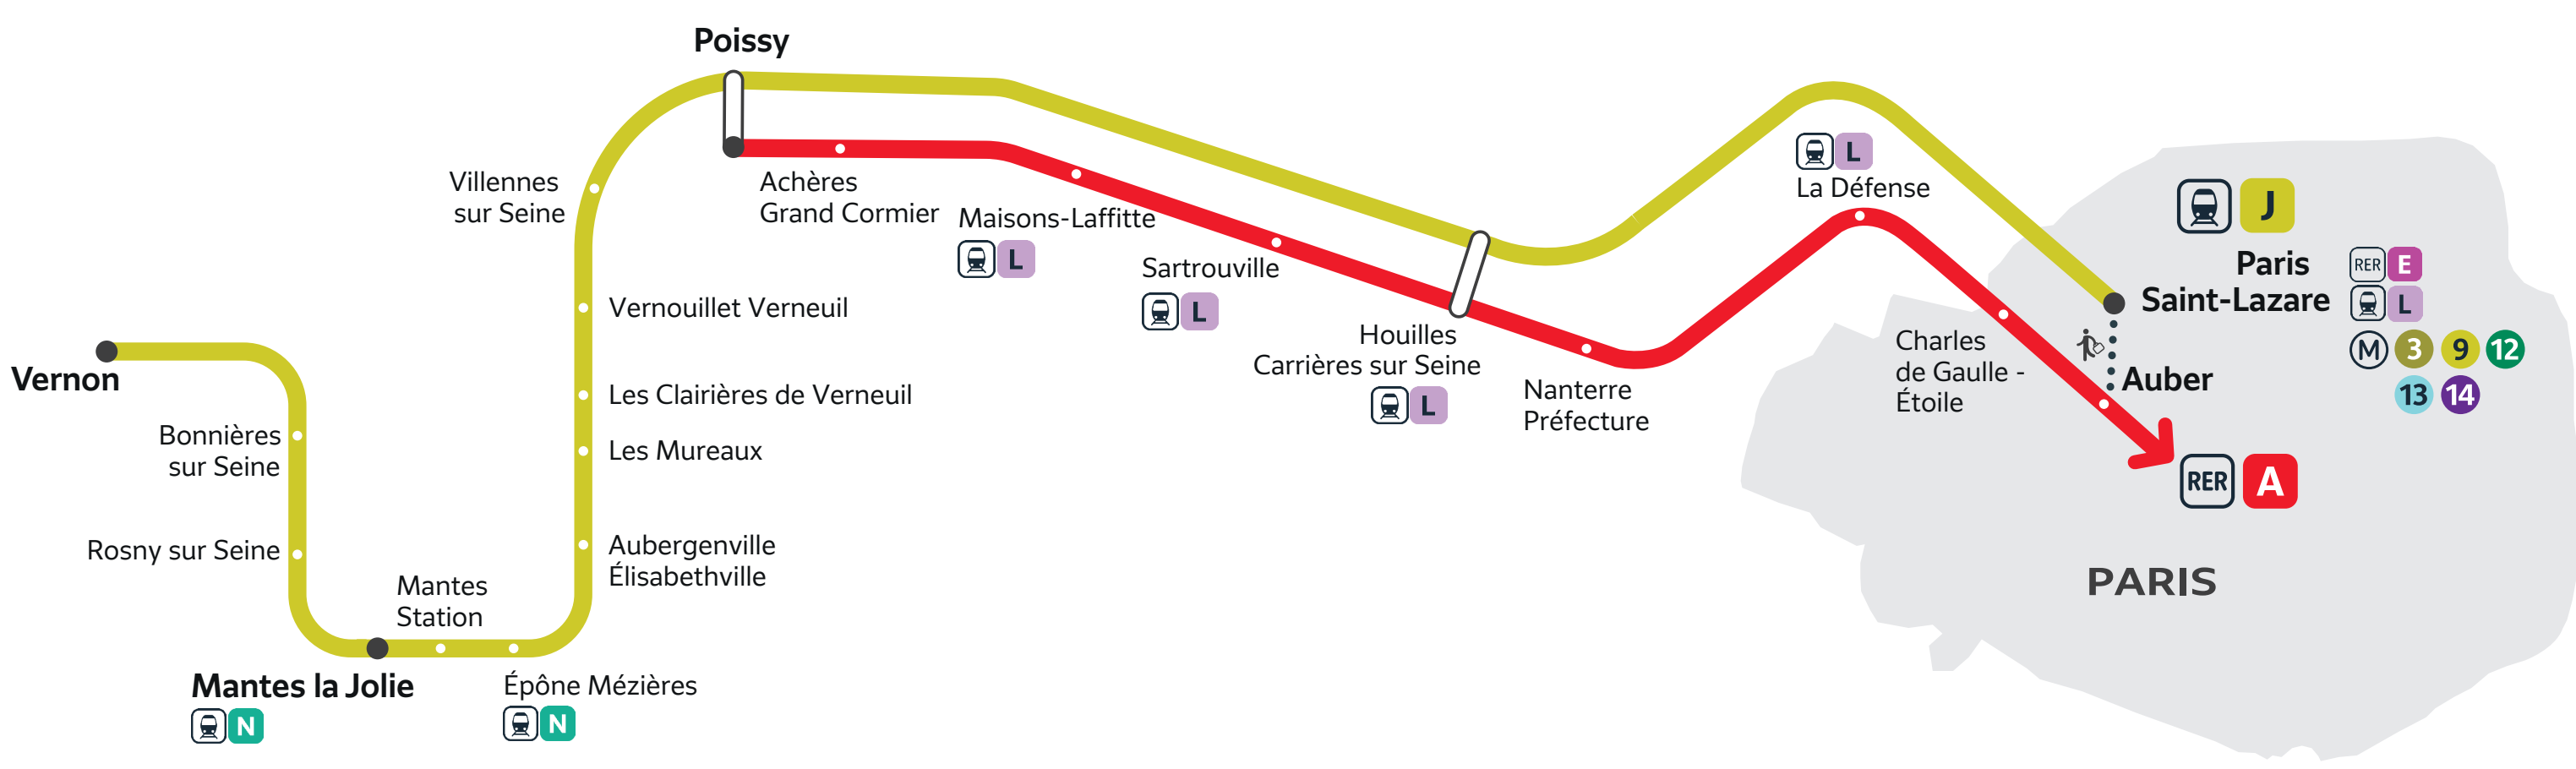 Poissy
Villennes
sur Seine
Achères
Grand Cormier
Maisons-Laffitte
L
Sartrouville
L
Houilles
Carrières sur Seine
L
Nanterre
Préfecture
L
La Défense
Charles
de Gaulle -
Étoile
J
Paris
Saint-Lazare
RER E
L
M 3 9 12
13 14
Auber
RER A
PARIS
Vernouillet Verneuil
Les Clairières de Verneuil
Les Mureaux
Aubergenville
Élisabethville
Vernon
Bonnières
sur Seine
Rosny sur Seine
Mantes
Station
Mantes la Jolie
N
Épône Mézières
N